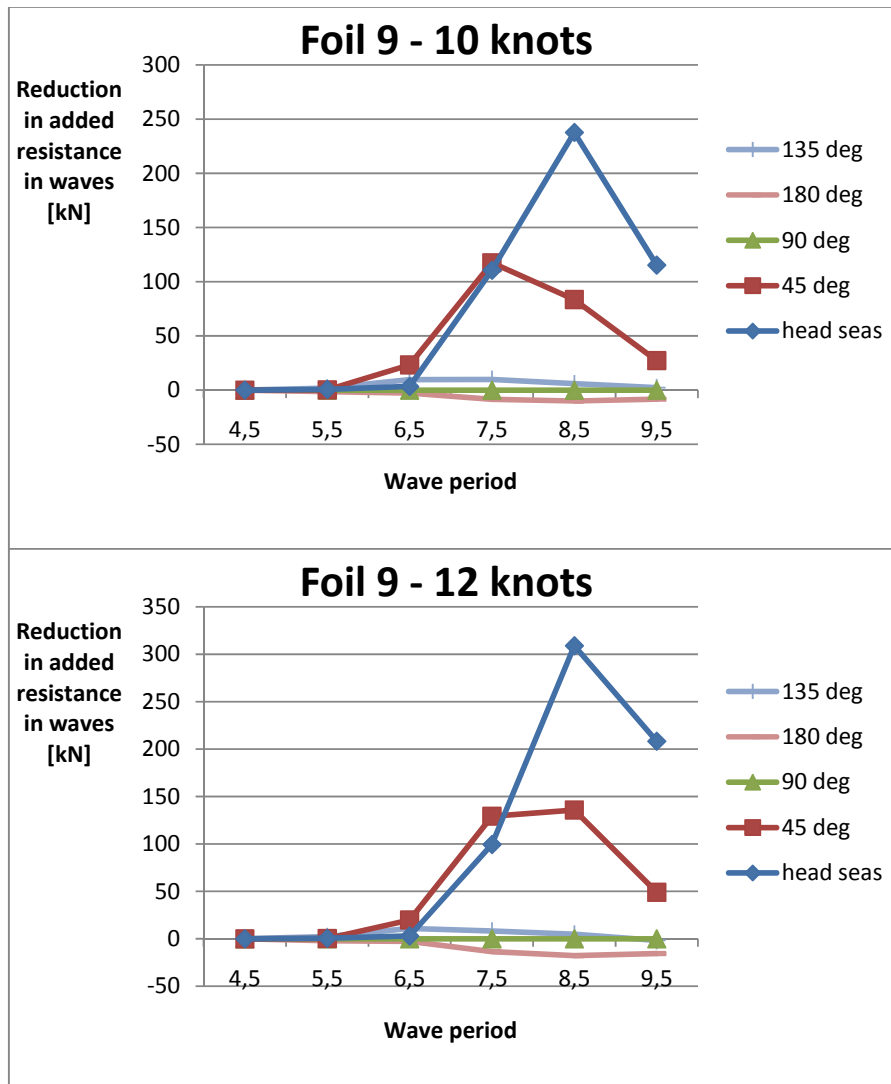 Foil 9 - 10 knots
Reduction
in added
resistance
in waves
[kN]
300
250
200
150
100
50
0
-50
4,5 5,5 6,5 7,5 8,5 9,5
Wave period
135 deg
180 deg
90 deg
45 deg
head seas
Foil 9 - 12 knots
Reduction
in added
resistance
in waves
[kN]
350
300
250
200
150
100
50
0
-50
4,5 5,5 6,5 7,5 8,5 9,5
Wave period
135 deg
180 deg
90 deg
45 deg
head seas